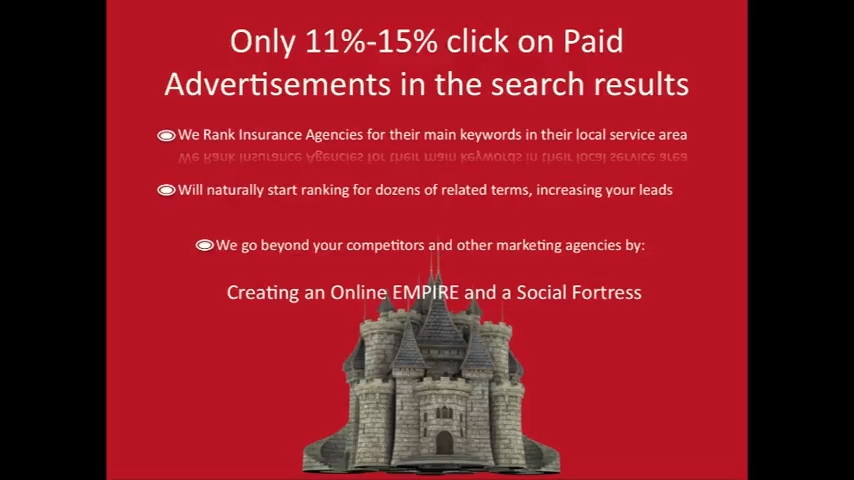 Only 11%-15% click on Paid
Advertisements in the search results
We Rank Insurance Agencies for their main keywords in their local service area
Will naturally start ranking for dozens of related terms, increasing your leads
We go beyond your competitors and other marketing agencies by:
Creating an Online EMPIRE and a Social Fortress